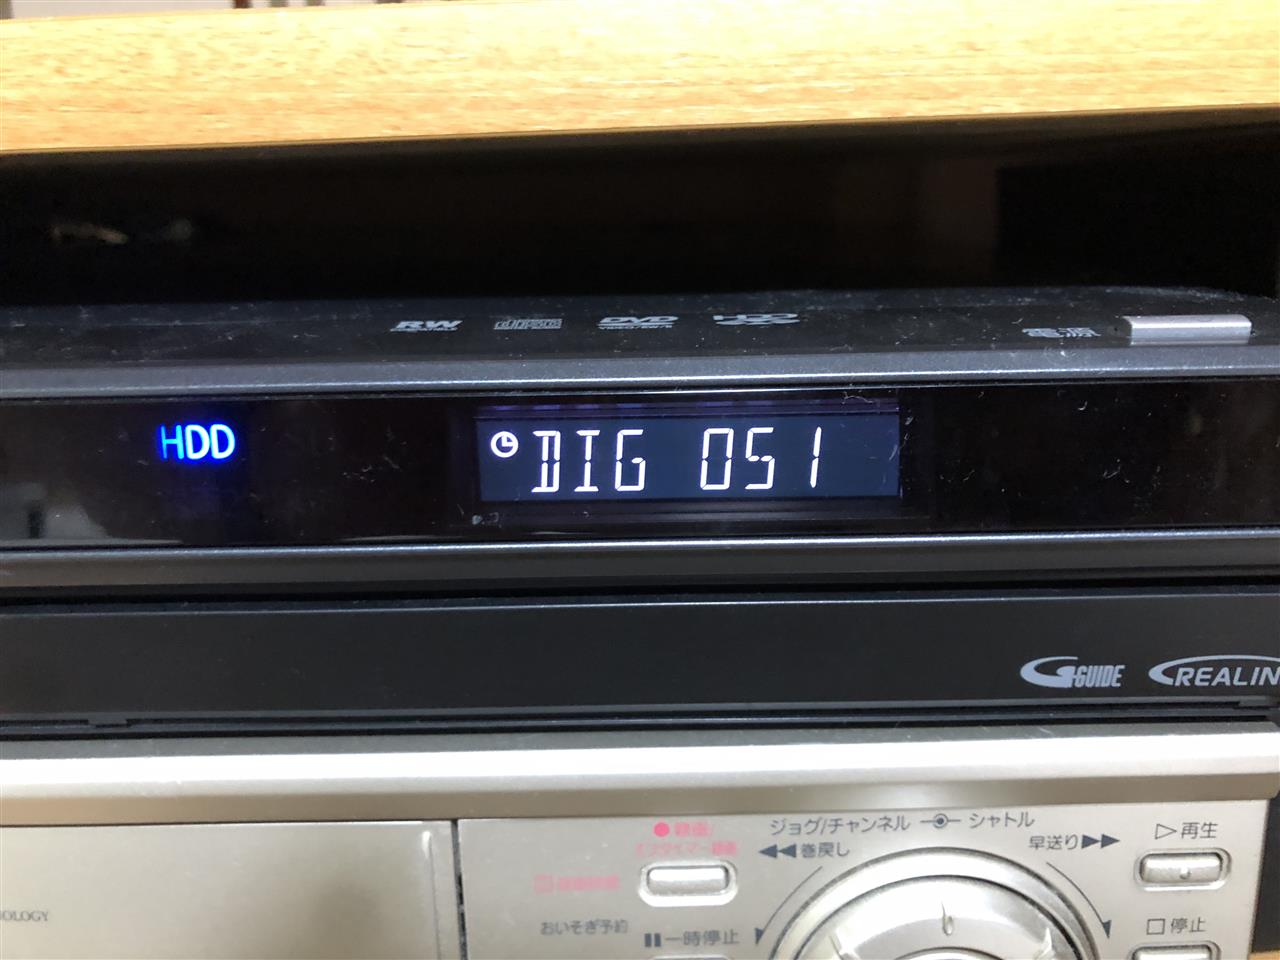 RW
DVD
HDD
電源
HDD
DIG 051
G-GUIDE
REALIN
録画/
ジョグ/チャンネル シャトル
巻戻し
早送り
再生
おいそぎ予約
一時停止
停止
OLOGY